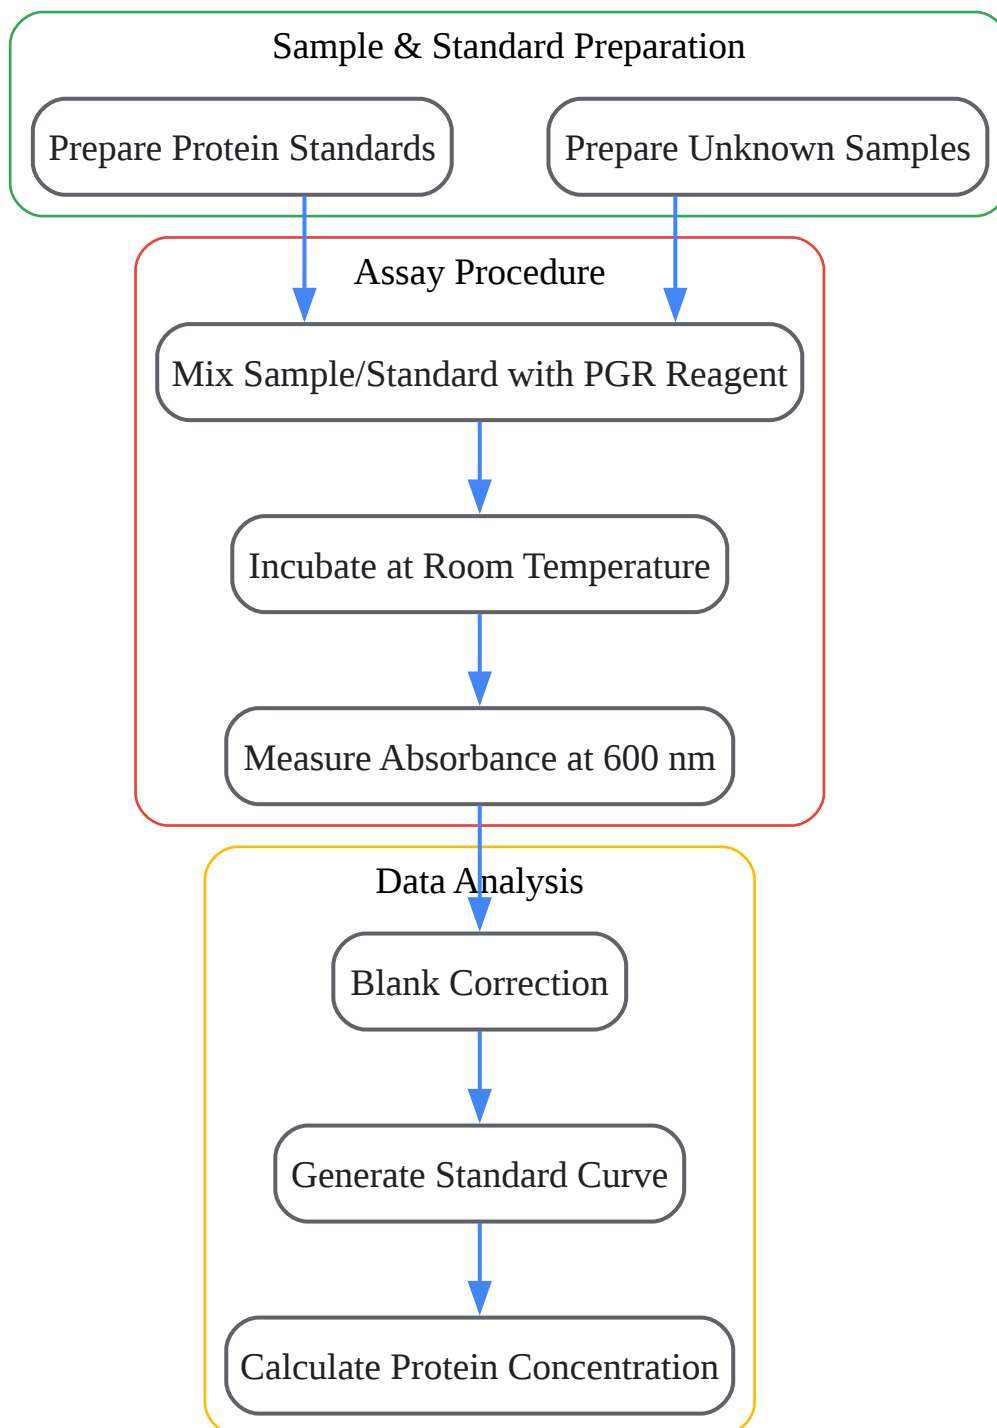 Sample & Standard Preparation
Prepare Protein Standards
Prepare Unknown Samples
Assay Procedure
Mix Sample/Standard with PGR Reagent
Incubate at Room Temperature
Measure Absorbance at 600 nm
Data Analysis
Blank Correction
Generate Standard Curve
Calculate Protein Concentration